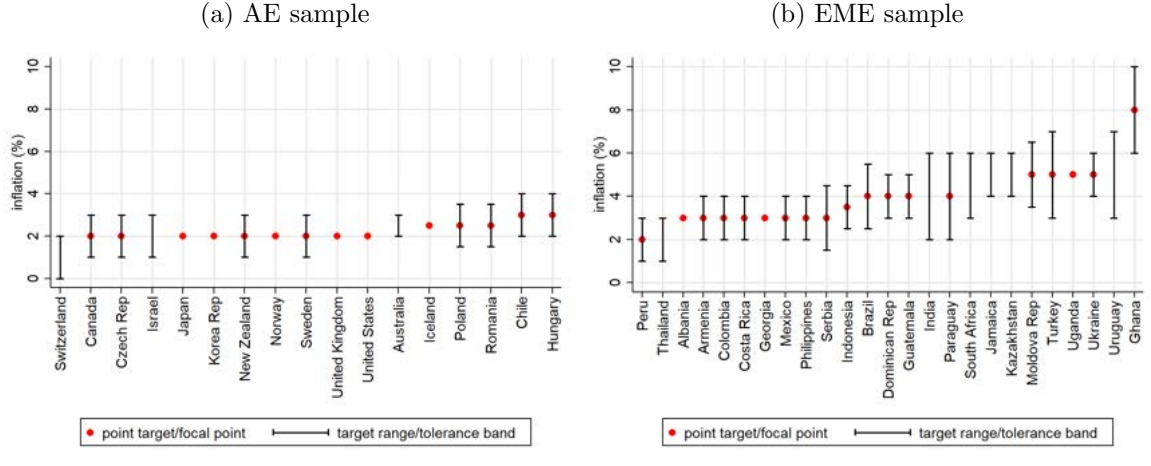 (a) AE sample
(b) EME sample
inflation (%)
10
8
6
4
2
0
Switzerland
Canada
Czech Rep
Israel
Japan
Korea Rep
New Zealand
Norway
Sweden
United Kingdom
United States
Australia
Iceland
Poland
Romania
Chile
Hungary
point target/focal point
target range/tolerance band
inflation (%)
10
8
6
4
2
0
Peru
Thailand
Albania
Armenia
Colombia
Costa Rica
Georgia
Mexico
Philippines
Serbia
Indonesia
Brazil
Dominican Rep
Guatemala
India
Paraguay
South Africa
Jamaica
Kazakhstan
Moldova Rep
Turkey
Uganda
Ukraine
Uruguay
Ghana
point target/focal point
target range/tolerance band